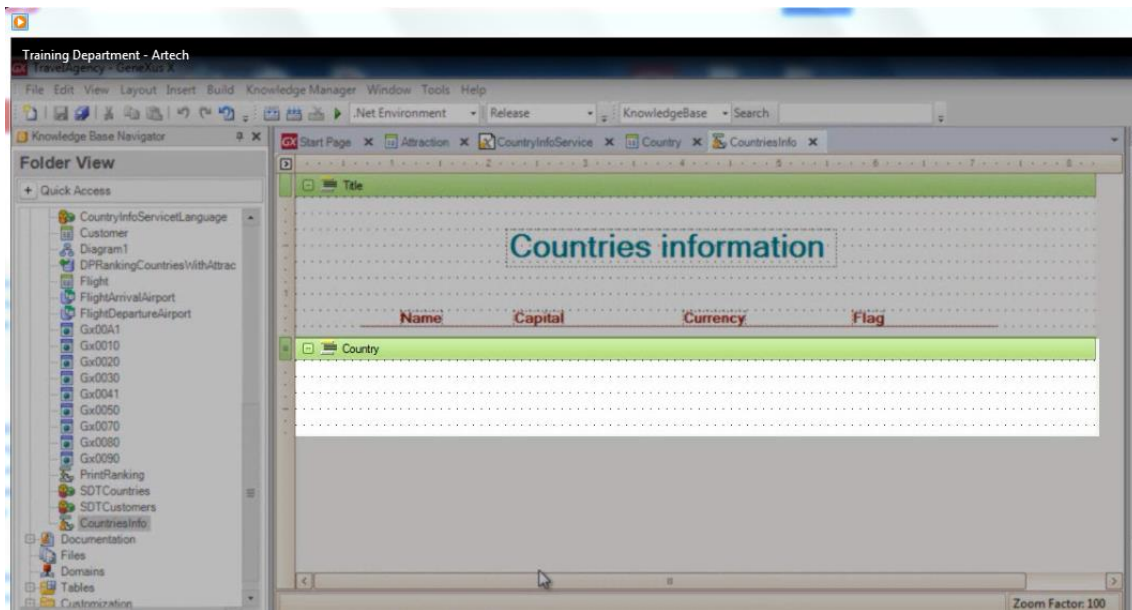 Training Department - Artech
TravelAgency - GeneXus X
File Edit View Layout Insert Build Knowledge Manager Window Tools Help
.Net Environment Release KnowledgeBase Search
Knowledge Base Navigator
Start Page Attraction CountryInfoService Country CountriesInfo
Folder View
Quick Access
CountryInfoServicetLanguage
Customer
Diagram1
DPRankingCountriesWithAttrac
Flight
FlightArrivalAirport
FlightDepartureAirport
Gx00A1
Gx0010
Gx0020
Gx0030
Gx0041
Gx0050
Gx0070
Gx0080
Gx0090
PrintRanking
SDTCountries
SDTCustomers
CountriesInfo
Documentation
Files
Domains
Tables
Customization
Title
Countries information
Name Capital Currency Flag
Country
Zoom Factor: 100